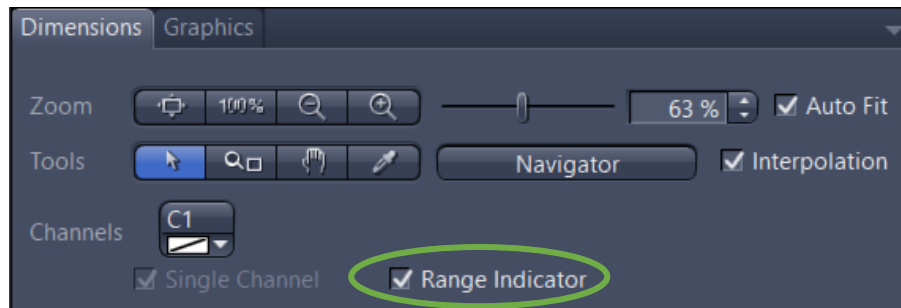 Dimensions Graphics
Zoom 100% 63 % Auto Fit
Tools Navigator Interpolation
Channels C1
Single Channel Range Indicator